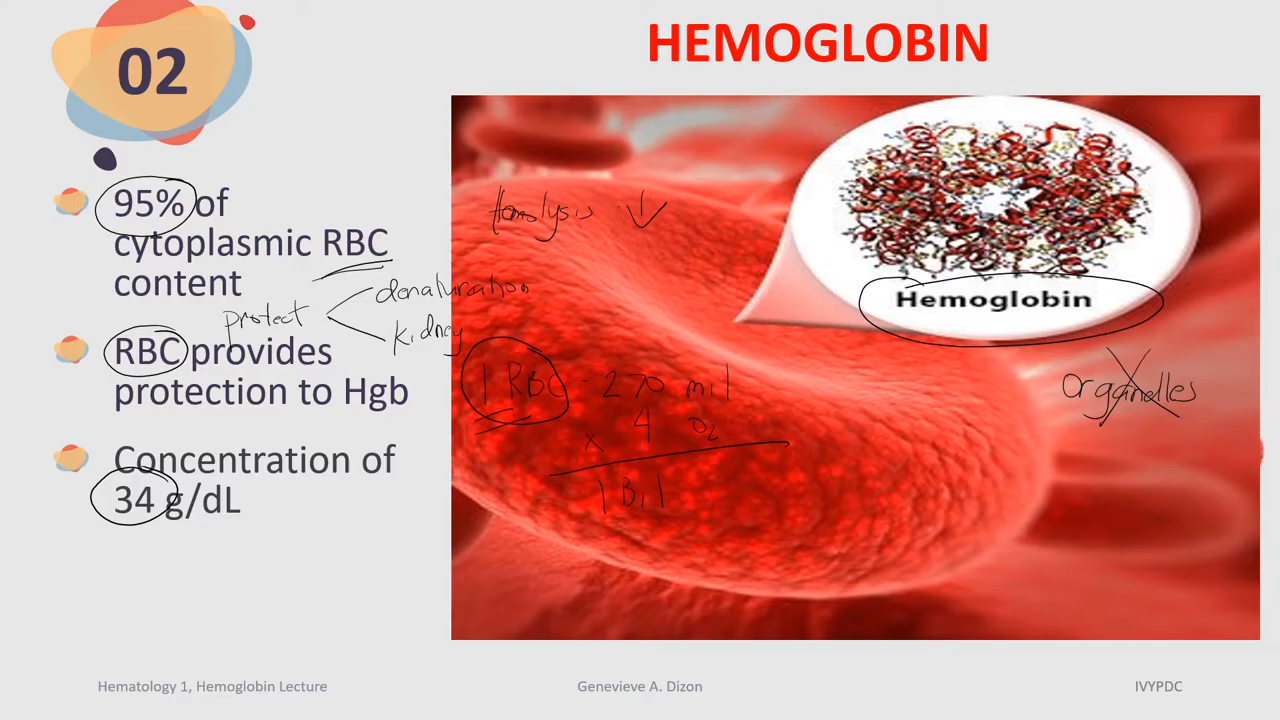 02
HEMOGLOBIN
95% of
cytoplasmic RBC
content
RBC provides
protection to Hgb
Concentration of
34 g/dL
protect
denaturation
kidney
Hemolysis ↓
Hemoglobin
Organelles
1 RBC - 270 mil
x 4 O₂
1 Bil
Hematology 1, Hemoglobin Lecture
Genevieve A. Dizon
IVYPDC